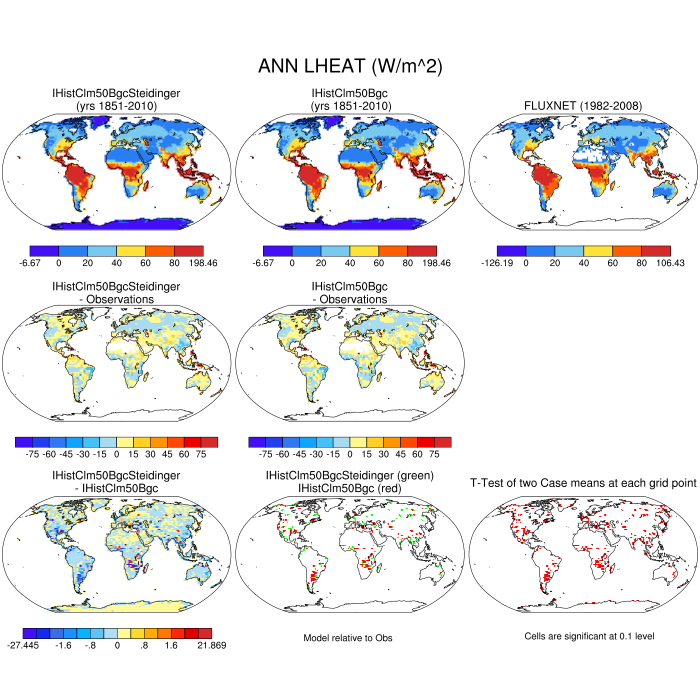 ANN LHEAT (W/m^2)
IHistClm50BgcSteidinger
(yrs 1851-2010)
IHistClm50Bgc
(yrs 1851-2010)
FLUXNET (1982-2008)
-6.67 0 20 40 60 80 198.46
-6.67 0 20 40 60 80 198.46
-126.19 0 20 40 60 80 106.43
IHistClm50BgcSteidinger
- Observations
IHistClm50Bgc
- Observations
-75 -60 -45 -30 -15 0 15 30 45 60 75
-75 -60 -45 -30 -15 0 15 30 45 60 75
IHistClm50BgcSteidinger
- IHistClm50Bgc
IHistClm50BgcSteidinger (green)
IHistClm50Bgc (red)
T-Test of two Case means at each grid point
-27.445 -1.6 -.8 0 .8 1.6 21.869
Model relative to Obs
Cells are significant at 0.1 level